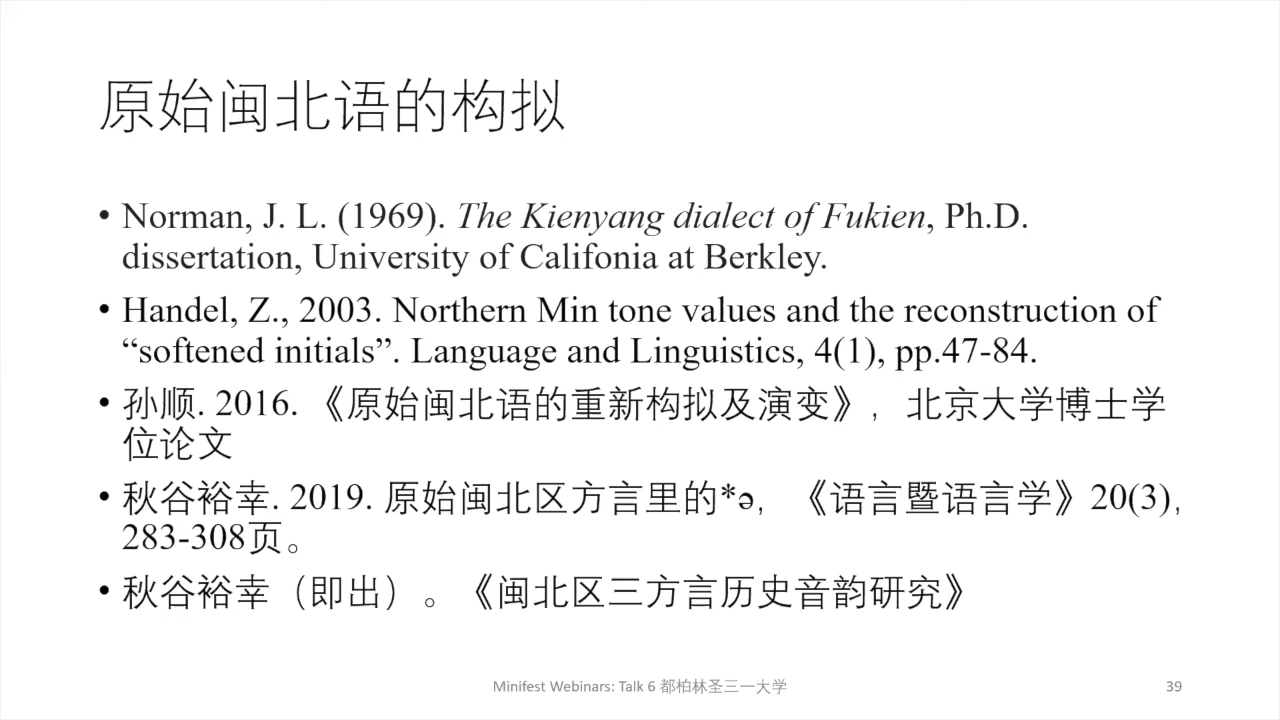 原始闽北语的构拟
• Norman, J. L. (1969). The Kienyang dialect of Fukien, Ph.D.
dissertation, University of Califonia at Berkley.
• Handel, Z., 2003. Northern Min tone values and the reconstruction of
“softened initials”. Language and Linguistics, 4(1), pp.47-84.
• 孙顺. 2016. 《原始闽北语的重新构拟及演变》，北京大学博士学
位论文
• 秋谷裕幸. 2019. 原始闽北区方言里的*ə，《语言暨语言学》20(3),
283-308页。
• 秋谷裕幸（即出）。《闽北区三方言历史音韵研究》
Minifest Webinars: Talk 6 都柏林圣三一大学
39